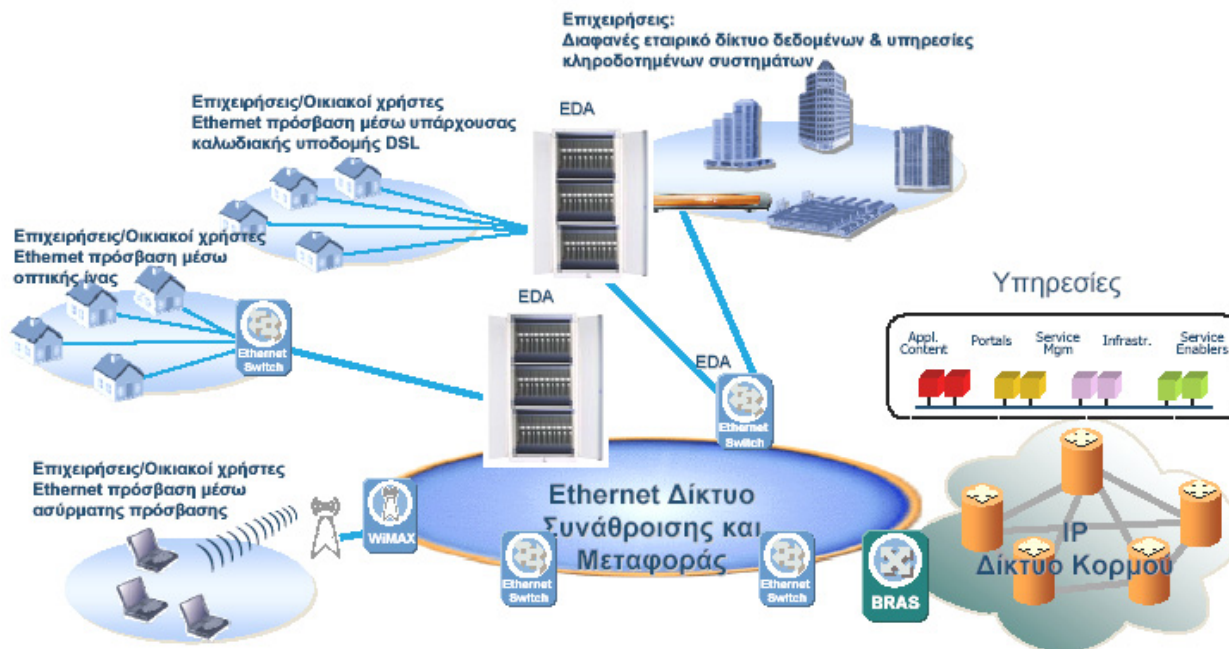 Επιχειρήσεις:
Διαφανές εταιρικό δίκτυο δεδομένων & υπηρεσίες
κληροδοτημένων συστημάτων
Επιχειρήσεις/Οικιακοί χρήστες
Ethernet πρόσβαση μέσω υπάρχουσας
καλωδιακής υποδομής DSL
EDA
Επιχειρήσεις/Οικιακοί χρήστες
Ethernet πρόσβαση μέσω
οπτικής ίνας
Ethernet
Switch
EDA
EDA
Ethernet
Switch
Υπηρεσίες
Appl.
Content
Portals
Service
Mgm
Infrastr.
Service
Enablers
Επιχειρήσεις/Οικιακοί χρήστες
Ethernet πρόσβαση μέσω
ασύρματης πρόσβασης
WiMAX
Ethernet Δίκτυο
Συνάθροισης και
Μεταφοράς
Ethernet
Switch
Ethernet
Switch
BRAS
IP
Δίκτυο Κορμού